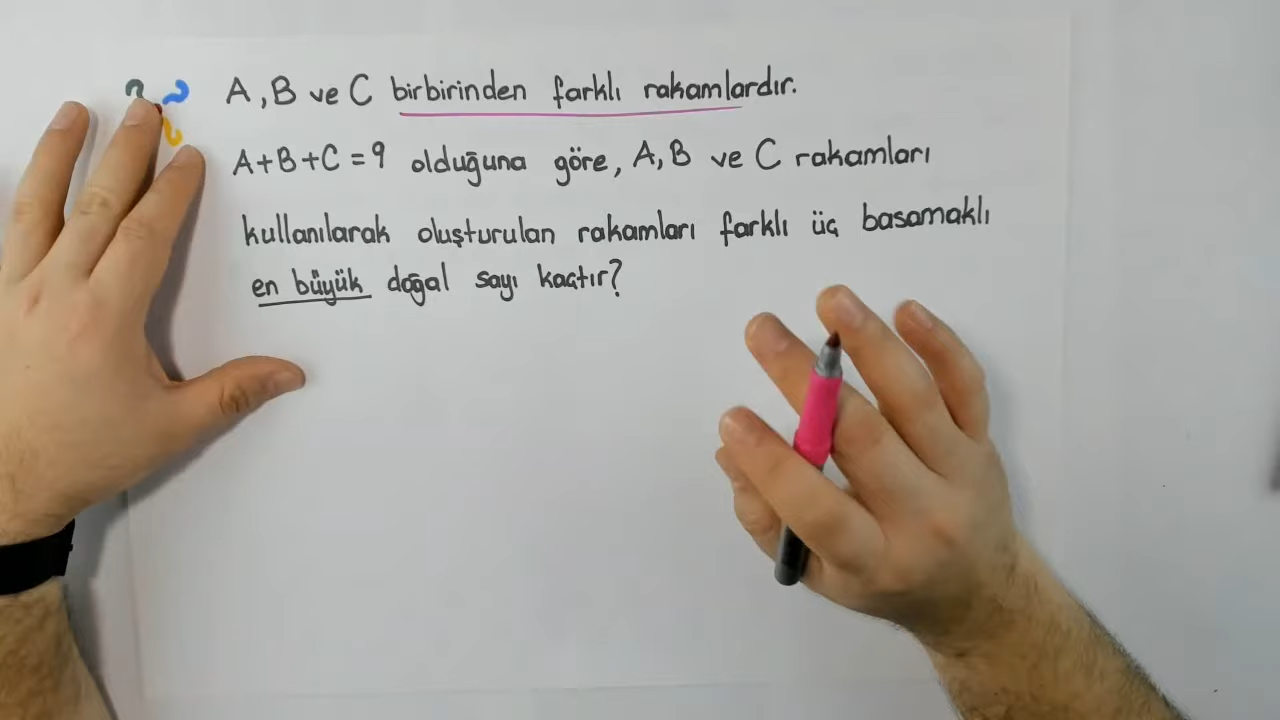 A, B ve C birbirinden farklı rakamlardır.
A+B+C=9 olduğuna göre, A, B ve C rakamları
kullanılarak oluşturulan rakamları farklı üç basamaklı
en büyük doğal sayı kaçtır?